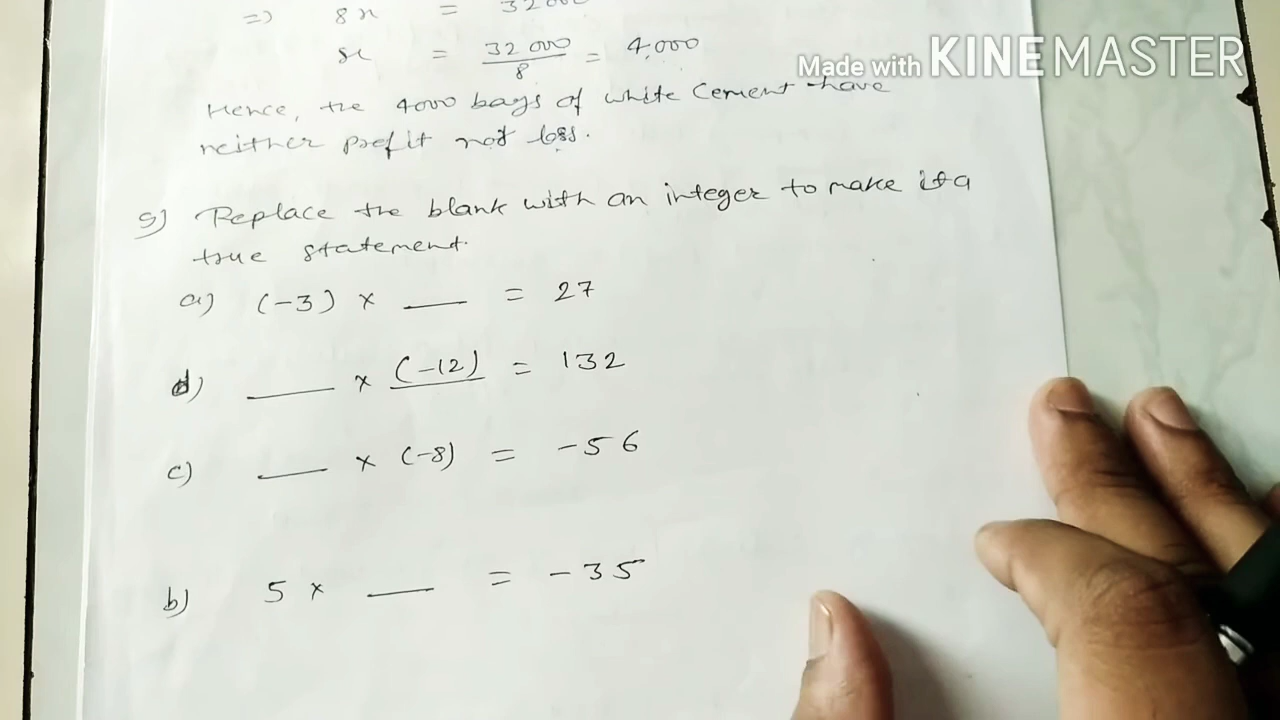 Made with KINEMASTER
=> 8x = 32000
x = 32000/8 = 4,000
Hence, the 4000 bags of white cement have
neither profit not loss.
9) Replace the blank with an integer to make it a
true statement.
a) (-3) × ___ = 27
d) ___ × (-12) = 132
c) ___ × (-8) = -56
b) 5 × ___ = -35